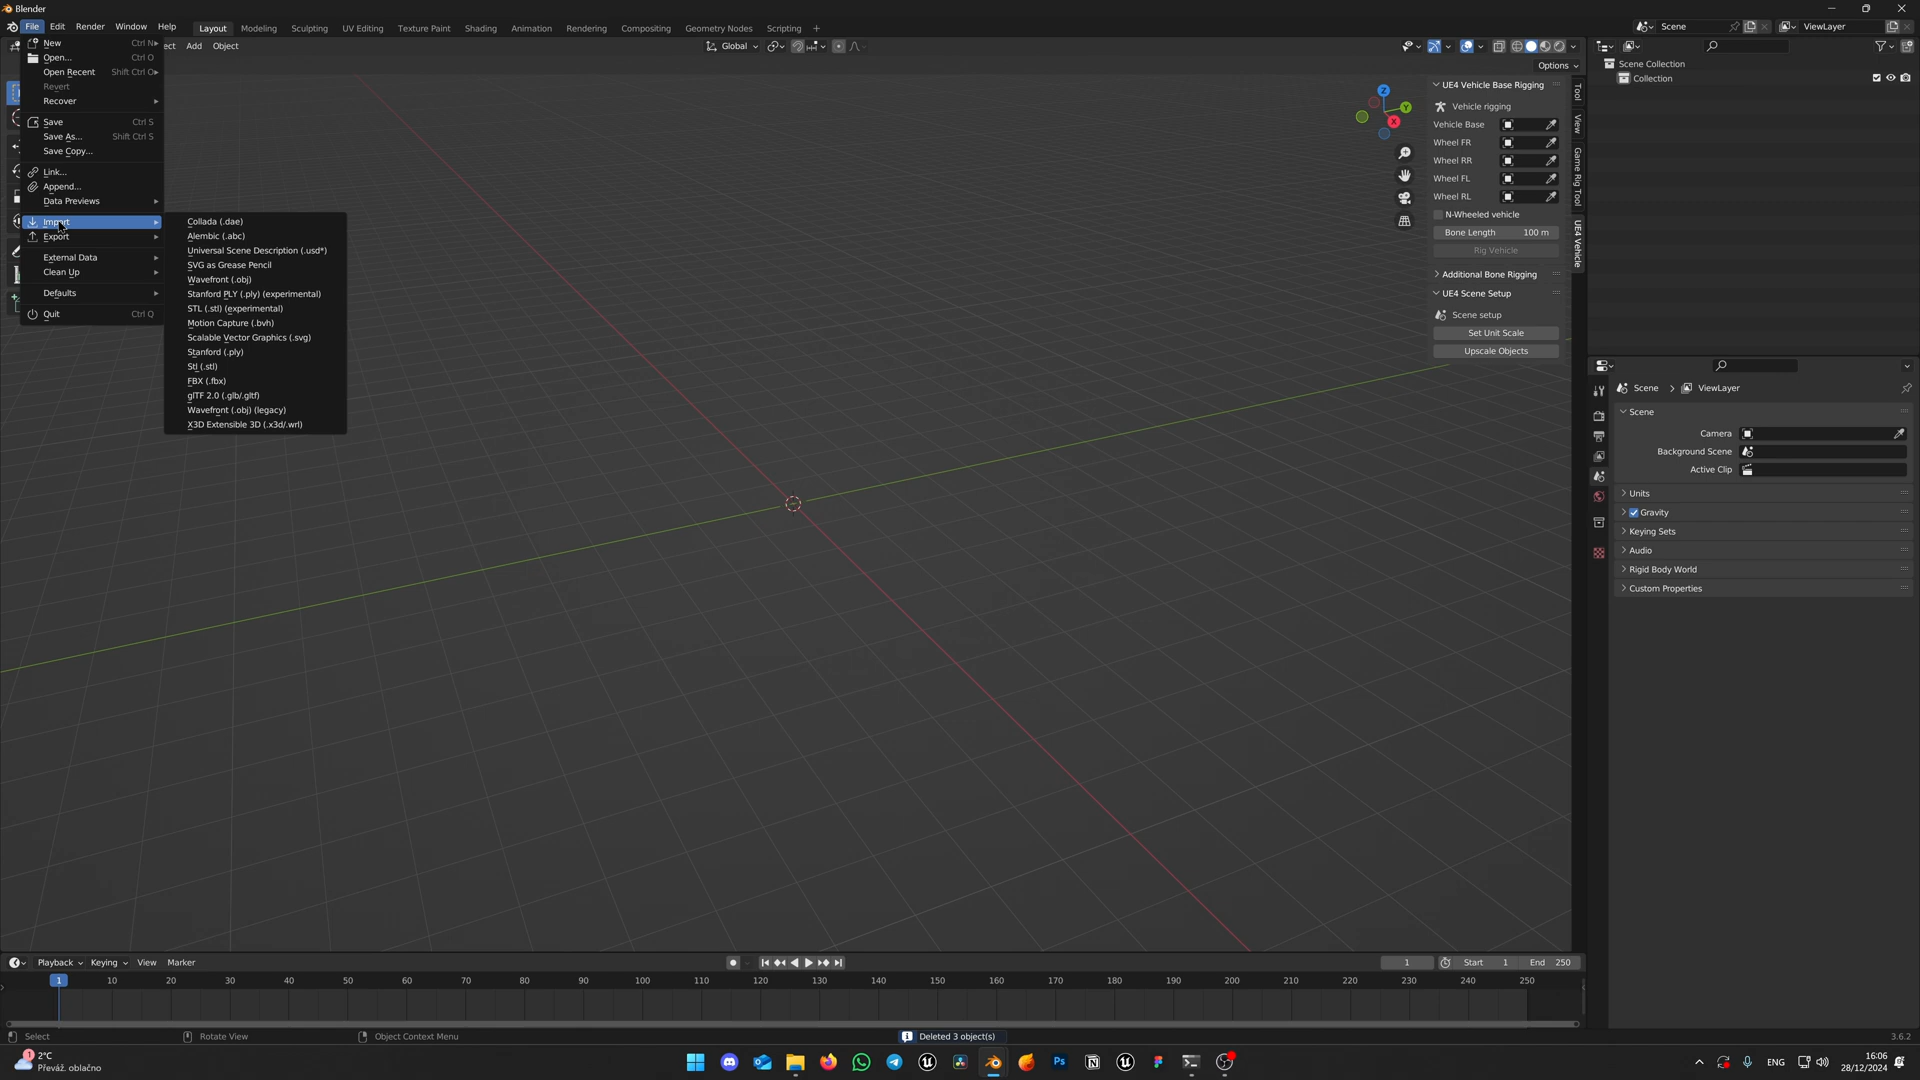 Blender
File Edit Render Window Help Layout Modeling Sculpting UV Editing Texture Paint Shading Animation Rendering Compositing Geometry Nodes Scripting + Scene ViewLayer
ect Add Object Global
Options
New Ctrl N
Open... Ctrl O
Open Recent Shift Ctrl O
Revert
Recover
Save Ctrl S
Save As... Shift Ctrl S
Save Copy...
Link...
Append...
Data Previews
Import
Export
External Data
Clean Up
Defaults
Quit Ctrl Q
Collada (.dae)
Alembic (.abc)
Universal Scene Description (.usd*)
SVG as Grease Pencil
Wavefront (.obj)
Stanford PLY (.ply) (experimental)
STL (.stl) (experimental)
Motion Capture (.bvh)
Scalable Vector Graphics (.svg)
Stanford (.ply)
Stl (.stl)
FBX (.fbx)
glTF 2.0 (.glb/.gltf)
Wavefront (.obj) (legacy)
X3D Extensible 3D (.x3d/.wrl)
Z
Y
X
UE4 Vehicle Base Rigging
Vehicle rigging
Vehicle Base
Wheel FR
Wheel RR
Wheel FL
Wheel RL
N-Wheeled vehicle
Bone Length 100 m
Rig Vehicle
Additional Bone Rigging
UE4 Scene Setup
Scene setup
Set Unit Scale
Upscale Objects
Tool
View
Game Rig Tool
UE4 Vehicle
Scene Collection
Collection
Scene > ViewLayer
Scene
Camera
Background Scene
Active Clip
Units
Gravity
Keying Sets
Audio
Rigid Body World
Custom Properties
Playback Keying View Marker 1 Start 1 End 250
1 10 20 30 40 50 60 70 80 90 100 110 120 130 140 150 160 170 180 190 200 210 220 230 240 250
Select Rotate View Object Context Menu Deleted 3 object(s) 3.6.2
1
2°C
Převáž. oblačno
Ps
ENG
16:06
28/12/2024